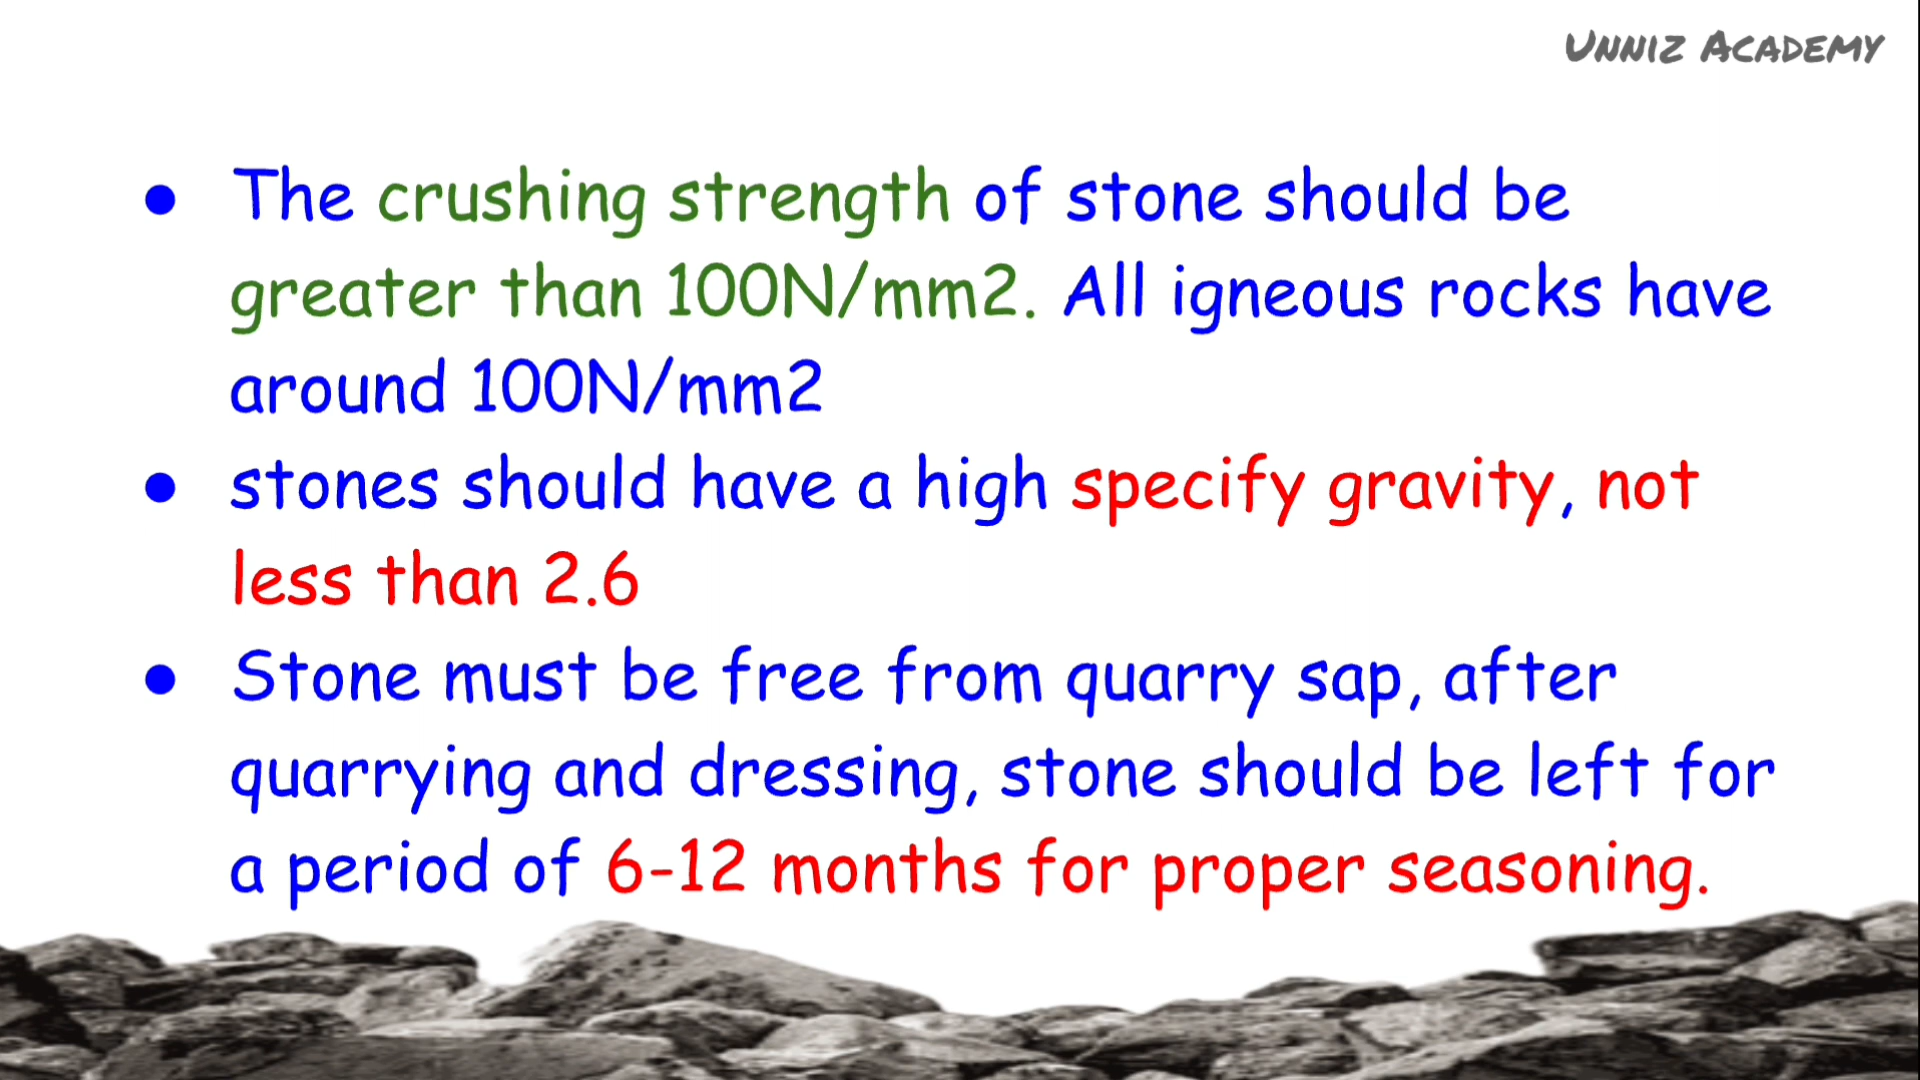 Unniz Academy
● The crushing strength of stone should be
greater than 100N/mm2. All igneous rocks have
around 100N/mm2
● stones should have a high specify gravity, not
less than 2.6
● Stone must be free from quarry sap, after
quarrying and dressing, stone should be left for
a period of 6-12 months for proper seasoning.